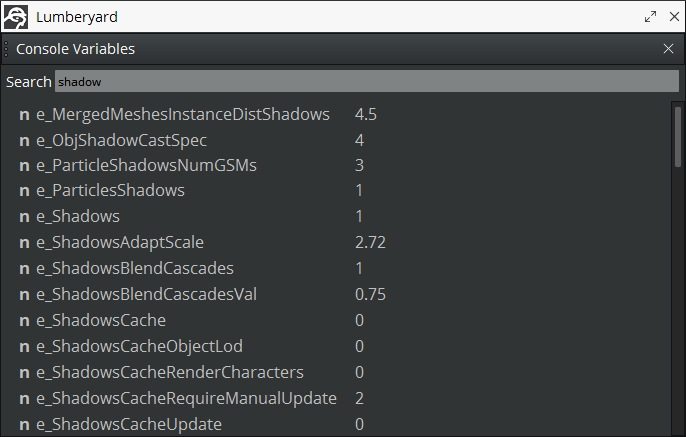 Lumberyard
Console Variables
Search shadow
n e_MergedMeshesInstanceDistShadows 4.5
n e_ObjShadowCastSpec 4
n e_ParticleShadowsNumGSMs 3
n e_ParticlesShadows 1
n e_Shadows 1
n e_ShadowsAdaptScale 2.72
n e_ShadowsBlendCascades 1
n e_ShadowsBlendCascadesVal 0.75
n e_ShadowsCache 0
n e_ShadowsCacheObjectLod 0
n e_ShadowsCacheRenderCharacters 0
n e_ShadowsCacheRequireManualUpdate 2
n e_ShadowsCacheUpdate 0